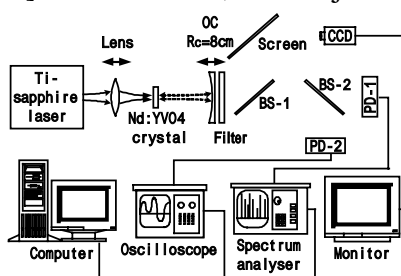 OC
Rc=8cm
Lens
Screen
CCD
Ti-
sapphire
laser
BS-1
BS-2
PD-1
Nd:YVO4
crystal
Filter
PD-2
Computer
Oscilloscope
Spectrum
analyser
Monitor